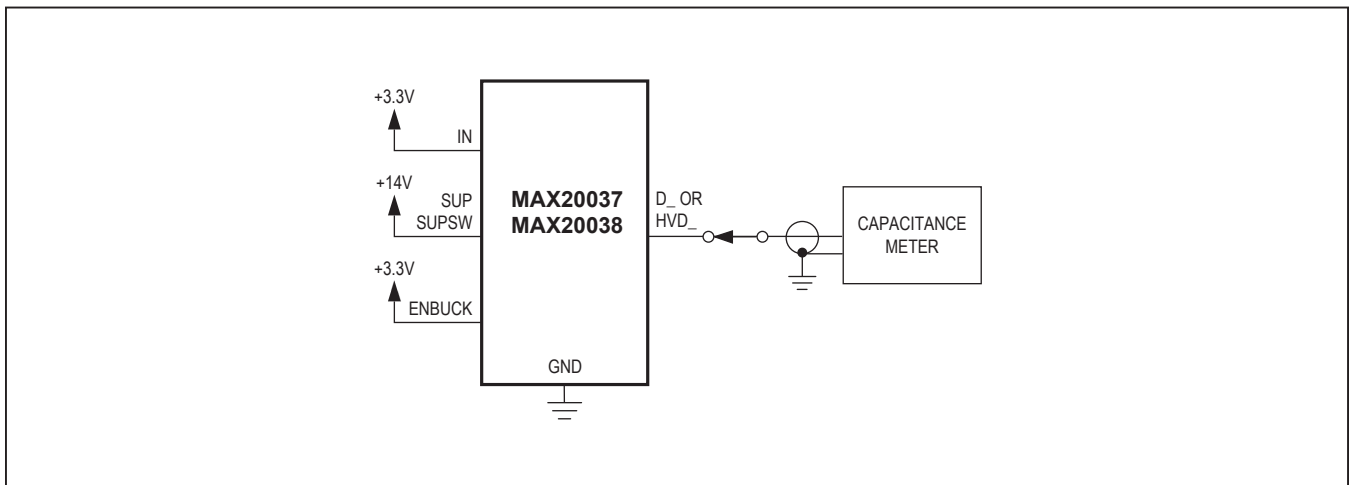 +3.3V
IN
+14V
SUP
SUPSW
+3.3V
ENBUCK
MAX20037
MAX20038
GND
D_ OR
HVD_
CAPACITANCE
METER